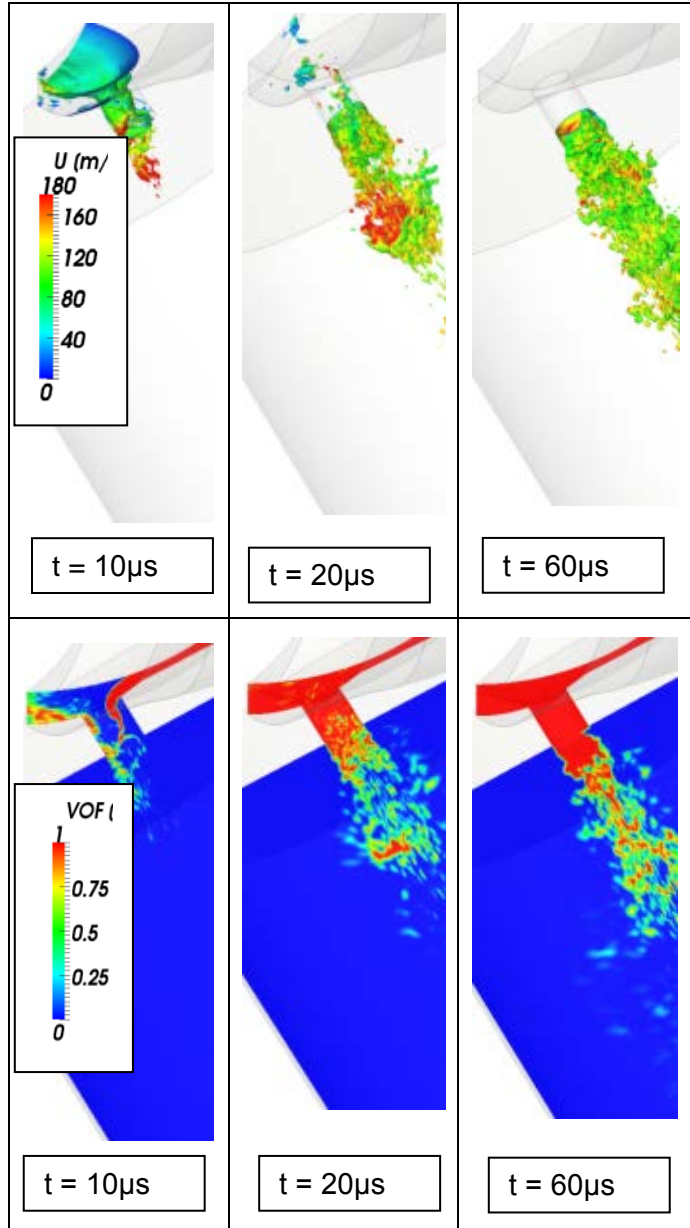 U (m/
180
160
120
80
40
0
t = 10µs
t = 20µs
t = 60µs
VOF (
1
0.75
0.5
0.25
0
t = 10µs
t = 20µs
t = 60µs